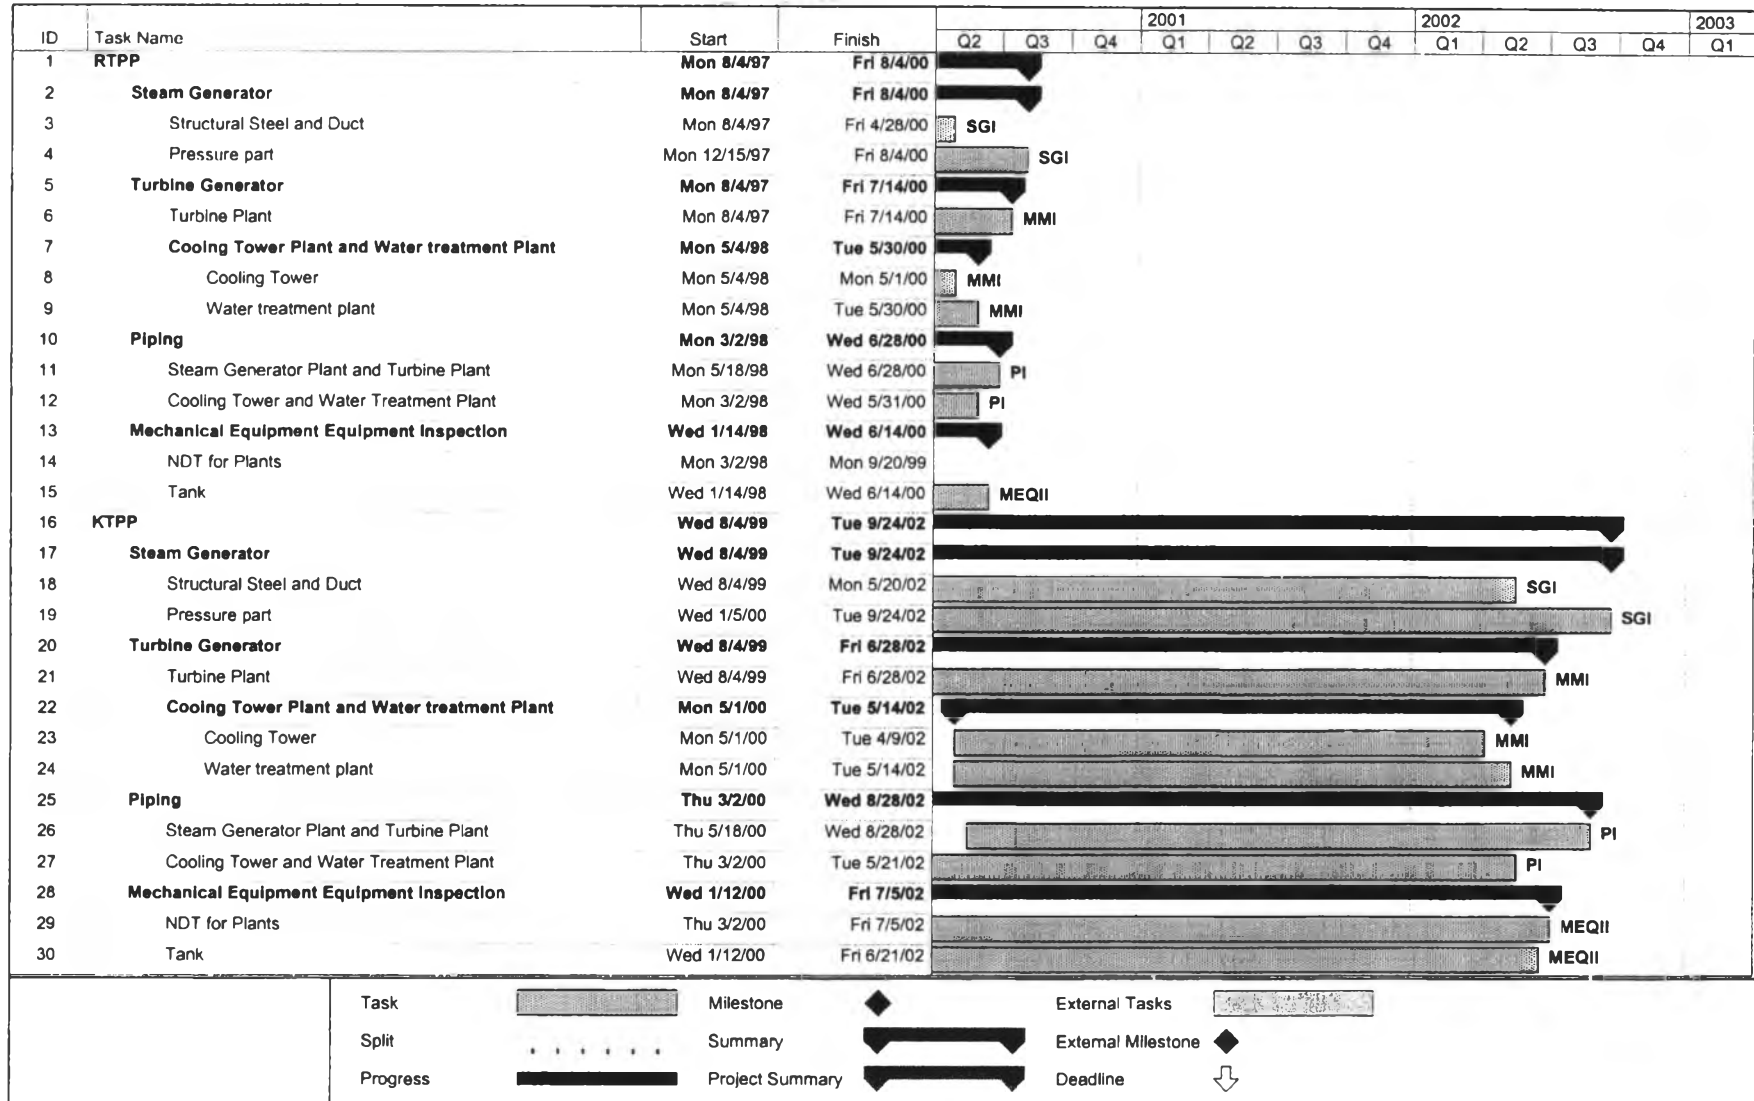 2001 2002 2003
ID Task Name Start Finish Q2 Q3 Q4 Q1 Q2 Q3 Q4 Q1 Q2 Q3 Q4 Q1
1 RTPP Mon 8/4/97 Fri 8/4/00
2 Steam Generator Mon 8/4/97 Fri 8/4/00
3 Structural Steel and Duct Mon 8/4/97 Fri 4/28/00 SGI
4 Pressure part Mon 12/15/97 Fri 8/4/00 SGI
5 Turbine Generator Mon 8/4/97 Fri 7/14/00
6 Turbine Plant Mon 8/4/97 Fri 7/14/00 MMI
7 Cooing Tower Plant and Water treatment Plant Mon 5/4/98 Tue 5/30/00
8 Cooling Tower Mon 5/4/98 Mon 5/1/00 MMI
9 Water treatment plant Mon 5/4/98 Tue 5/30/00 MMI
10 Piping Mon 3/2/98 Wed 6/28/00
11 Steam Generator Plant and Turbine Plant Mon 5/18/98 Wed 6/28/00 PI
12 Cooling Tower and Water Treatment Plant Mon 3/2/98 Wed 5/31/00 PI
13 Mechanical Equipment Equipment Inspection Wed 1/14/98 Wed 6/14/00
14 NDT for Plants Mon 3/2/98 Mon 9/20/99
15 Tank Wed 1/14/98 Wed 6/14/00 MEQII
16 KTPP Wed 8/4/99 Tue 9/24/02
17 Steam Generator Wed 8/4/99 Tue 9/24/02
18 Structural Steel and Duct Wed 8/4/99 Mon 5/20/02 SGI
19 Pressure part Wed 1/5/00 Tue 9/24/02 SGI
20 Turbine Generator Wed 8/4/99 Fri 6/28/02
21 Turbine Plant Wed 8/4/99 Fri 6/28/02 MMI
22 Cooing Tower Plant and Water treatment Plant Mon 5/1/00 Tue 5/14/02
23 Cooling Tower Mon 5/1/00 Tue 4/9/02 MMI
24 Water treatment plant Mon 5/1/00 Tue 5/14/02 MMI
25 Piping Thu 3/2/00 Wed 8/28/02
26 Steam Generator Plant and Turbine Plant Thu 5/18/00 Wed 8/28/02 PI
27 Cooling Tower and Water Treatment Plant Thu 3/2/00 Tue 5/21/02 PI
28 Mechanical Equipment Equipment Inspection Wed 1/12/00 Fri 7/5/02
29 NDT for Plants Thu 3/2/00 Fri 7/5/02 MEQII
30 Tank Wed 1/12/00 Fri 6/21/02 MEQII
Task Milestone External Tasks
Split Summary External Milestone
Progress Project Summary Deadline